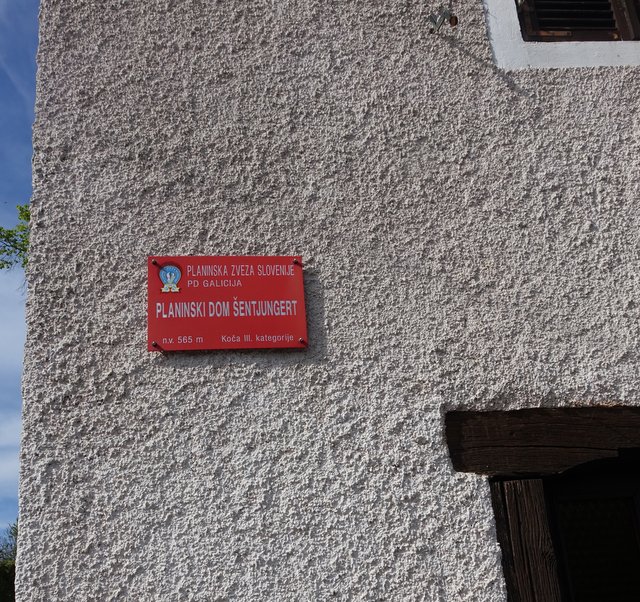 PLANINSKA ZVEZA SLOVENIJE
PD GALICIJA
PLANINSKI DOM ŠENTJUNGERT
n.v. 565 m Koča III. kategorije